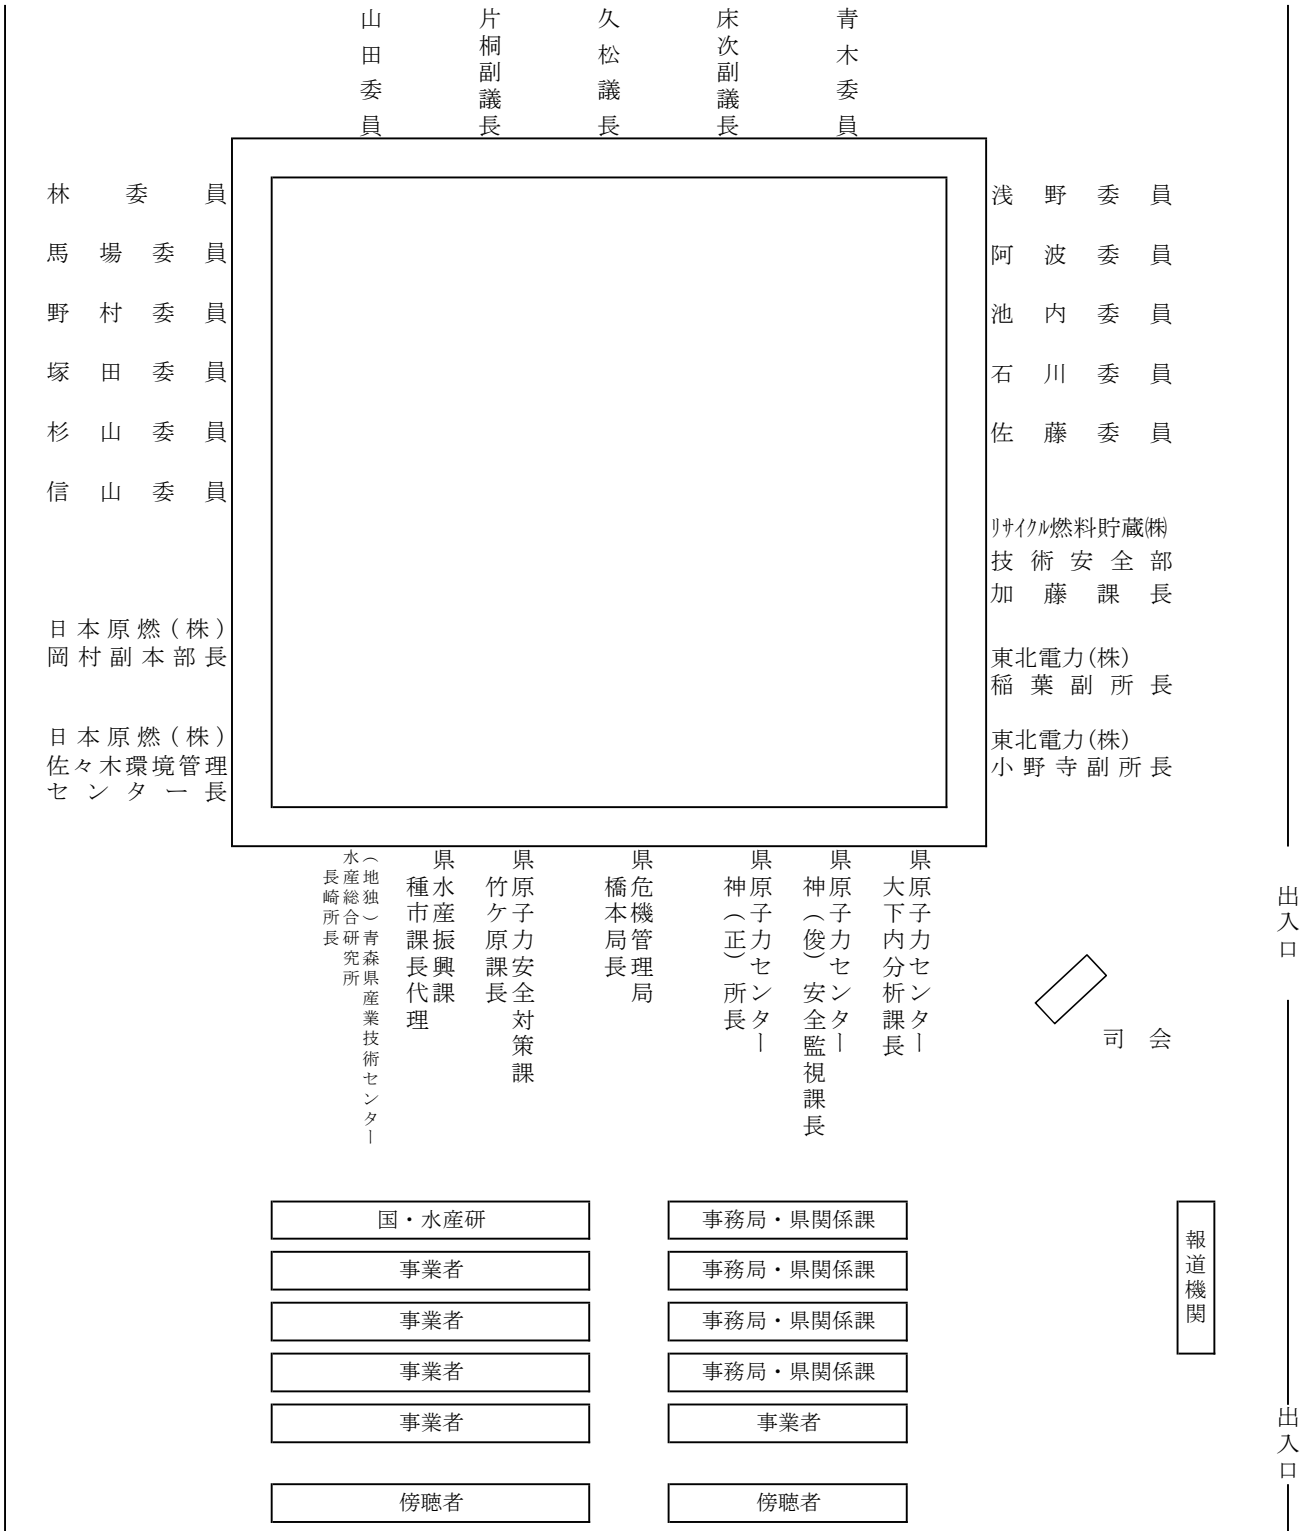 山田委員
片桐副議長
久松議長
床次副議長
青木委員
林委員
馬場委員
野村委員
塚田委員
杉山委員
信山委員
日本原燃(株)
岡村副本部長
日本原燃(株)
佐々木環境管理
センター長
浅野委員
阿波委員
池内委員
石川委員
佐藤委員
ﾘｻｲｸﾙ燃料貯蔵㈱
技術安全部
加藤課長
東北電力(株)
稲葉副所長
東北電力(株)
小野寺副所長
(地独)青森県産業技術センター
水産総合研究所
長崎所長
県水産振興課
種市課長代理
県原子力安全対策課
竹ケ原課長
県危機管理局
橋本局長
県原子力センター
神(正)所長
県原子力センター
神(俊)安全監視課長
県原子力センター
大下内分析課長
出入口
司会
国・水産研
事務局・県関係課
事業者
事務局・県関係課
事業者
事務局・県関係課
事業者
事務局・県関係課
事業者
事業者
傍聴者
傍聴者
報道機関
出入口